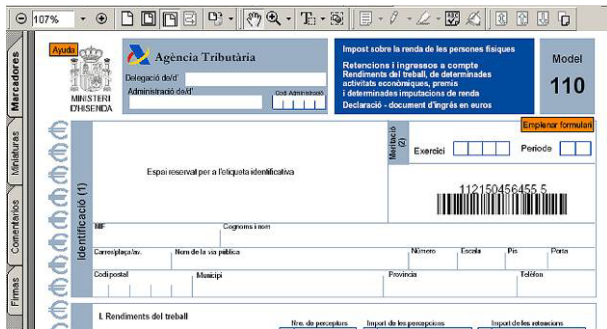 107%
Ayuda
Marcadores
Miniaturas
Comentarios
Firmas
MINISTERI
D'HISENDA
Agència Tributària
Delegació de/d'
Administració de/d'
Codi Administració
Impost sobre la renda de les persones físiques
Retencions i ingressos a compte
Rendiments del treball, de determinades
activitats econòmiques, premis
i determinades imputacions de renda
Declaració - document d'ingrés en euros
Model
110
Emplenar formulari
Identificació (1)
Espai reservat per a l'etiqueta identificativa
Meritació
(2)
Exercici
Període
112150456455 5
NIF
Cognoms i nom
Carrer/plaça/av.
Nom de la via pública
Número
Escala
Pis
Porta
Codi postal
Municipi
Província
Telèfon
I. Rendiments del treball
Nre. de perceptors
Import de les percepcions
Import de les retencions